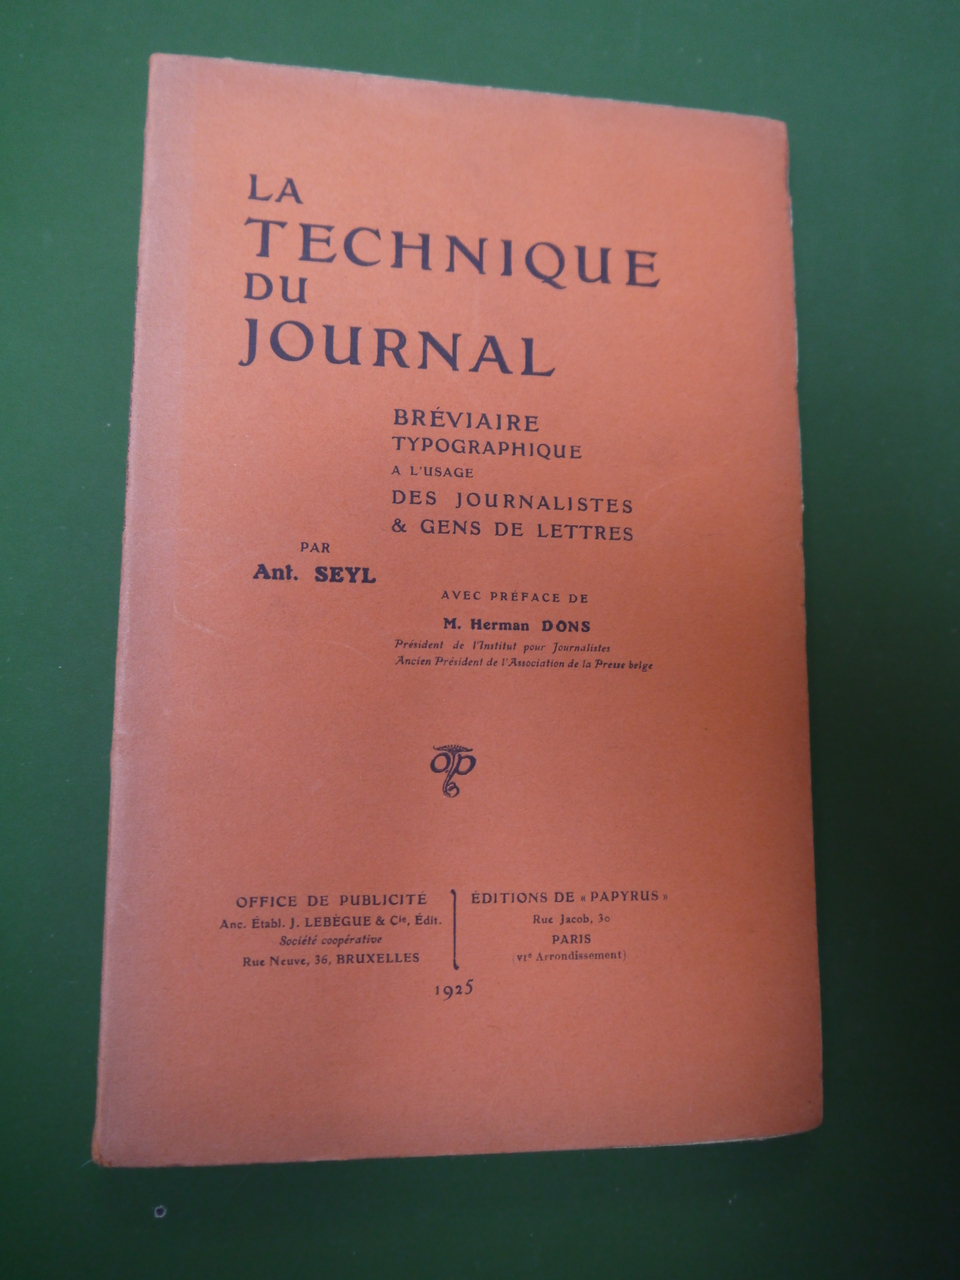 LA
TECHNIQUE
DU
JOURNAL
BRÉVIAIRE
TYPOGRAPHIQUE
A L'USAGE
DES JOURNALISTES
& GENS DE LETTRES
PAR
Ant. SEYL
AVEC PRÉFACE DE
M. Herman DONS
Président de l'Institut pour Journalistes
Ancien Président de l'Association de la Presse belge
OFFICE DE PUBLICITÉ
Anc. Établ. J. LEBÈGUE & Cie, Édit.
Société coopérative
Rue Neuve, 36, BRUXELLES
ÉDITIONS DE « PAPYRUS »
Rue Jacob, 30
PARIS
(VIe Arrondissement)
1925